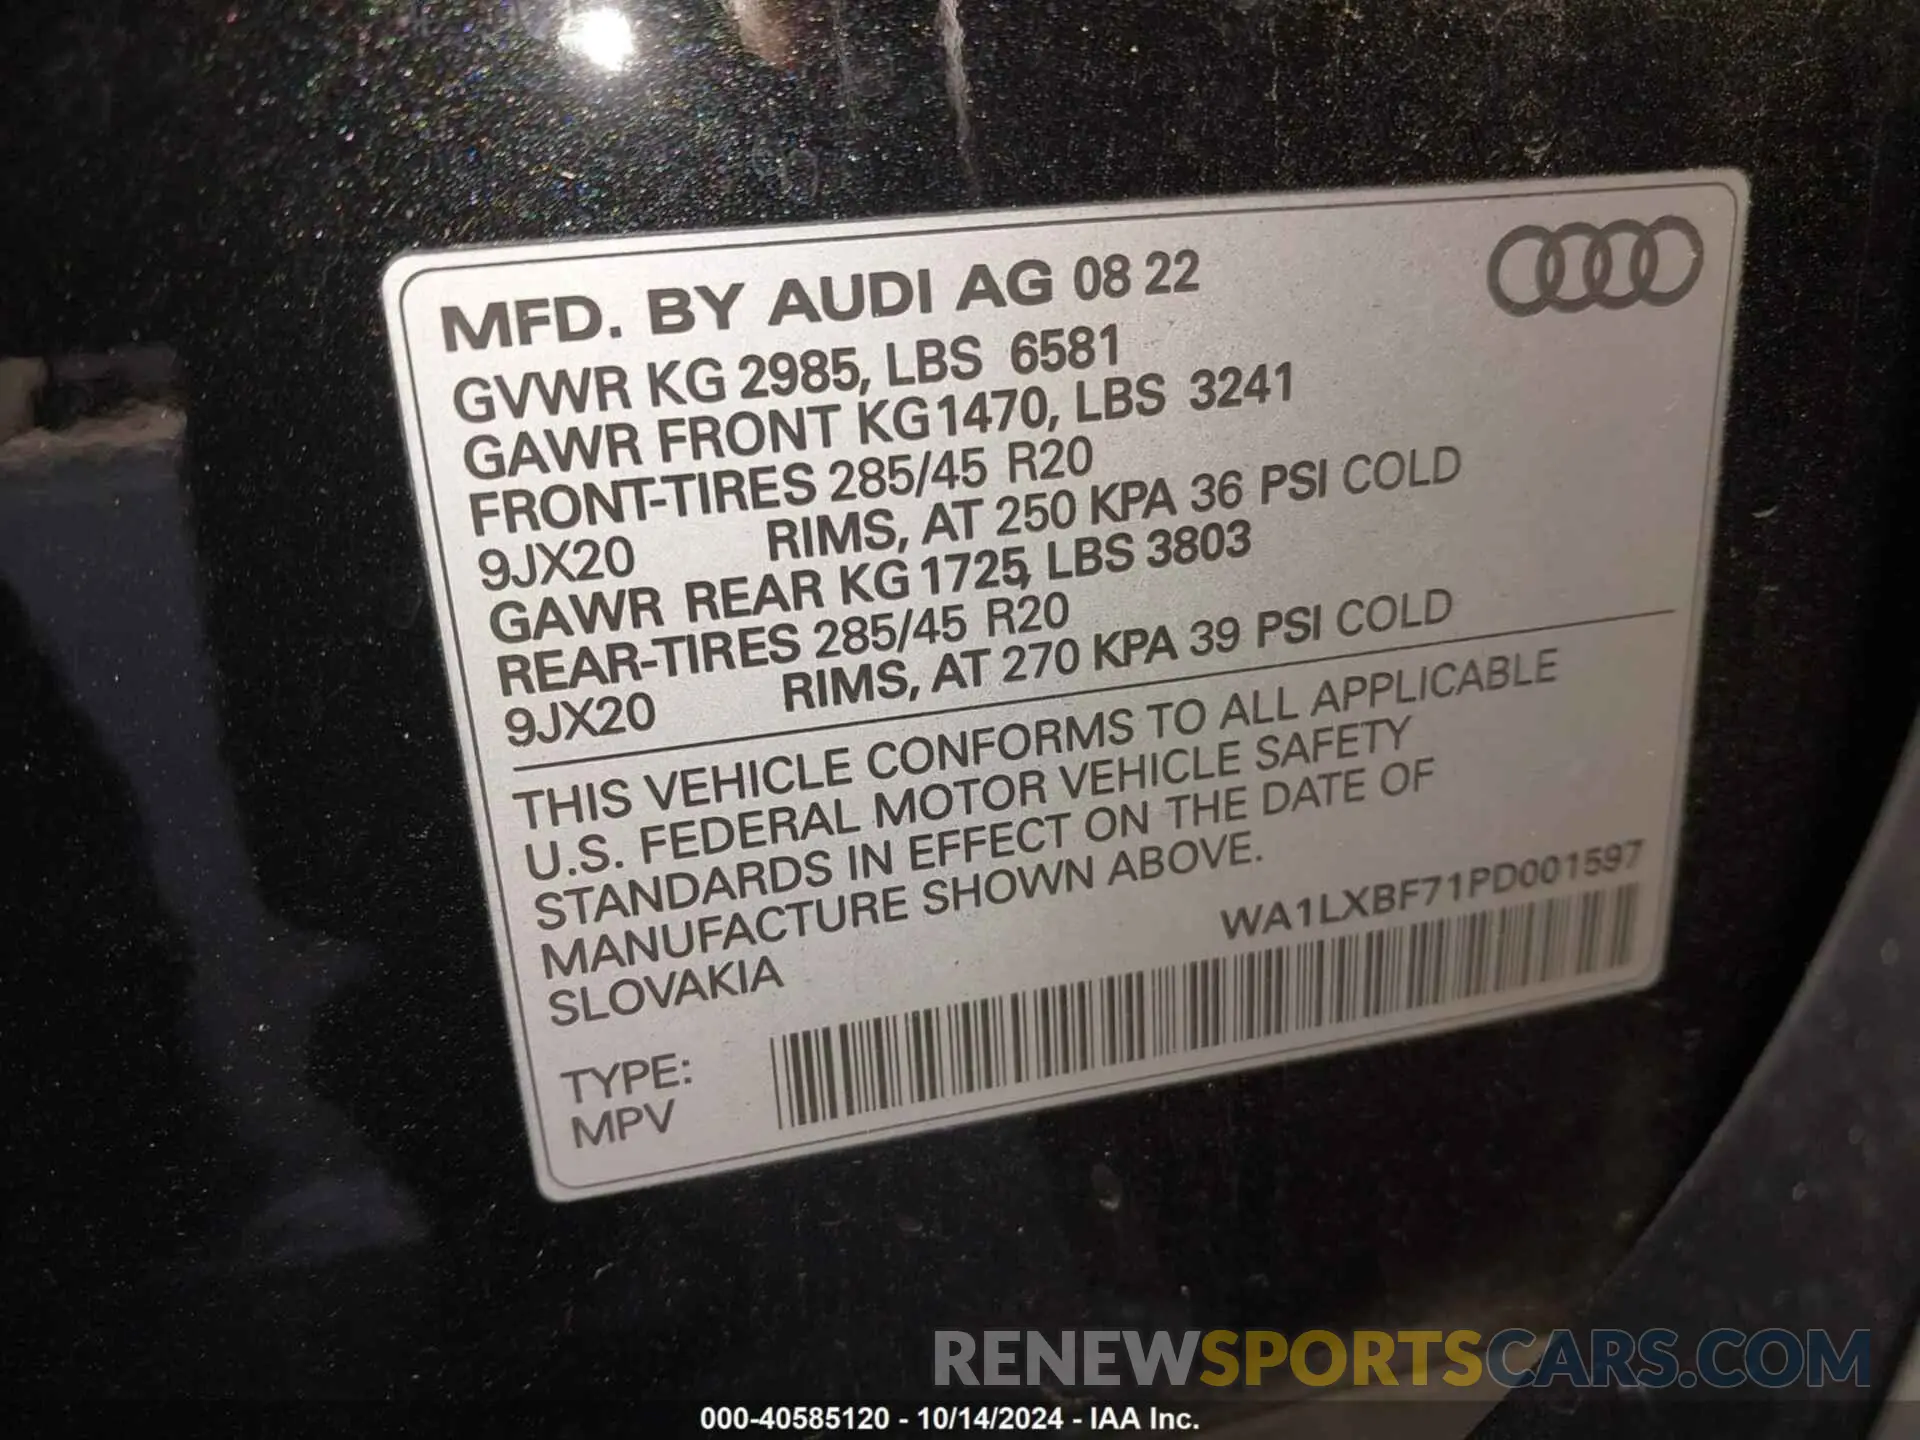 MFD. BY AUDI AG 08 22
GVWR KG 2985, LBS 6581
GAWR FRONT KG 1470, LBS 3241
FRONT-TIRES 285/45 R20
9JX20 RIMS, AT 250 KPA 36 PSI COLD
GAWR REAR KG 1725, LBS 3803
REAR-TIRES 285/45 R20
9JX20 RIMS, AT 270 KPA 39 PSI COLD
THIS VEHICLE CONFORMS TO ALL APPLICABLE
U.S. FEDERAL MOTOR VEHICLE SAFETY
STANDARDS IN EFFECT ON THE DATE OF
MANUFACTURE SHOWN ABOVE.
SLOVAKIA
WA1LXBF71PD001597
TYPE:
MPV
RENEWSPORTSCARS.COM
000-40585120 - 10/14/2024 - IAA Inc.